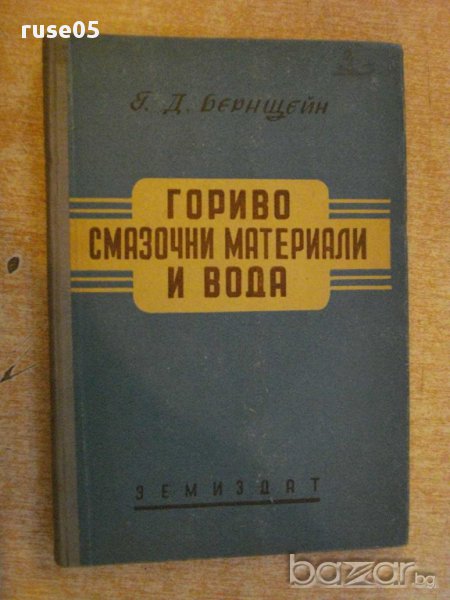 ruse05
Г. Д. Бернщейн
ГОРИВО
СМАЗОЧНИ МАТЕРИАЛИ
И ВОДА
ЗЕМИЗДАТ
bazar.bg